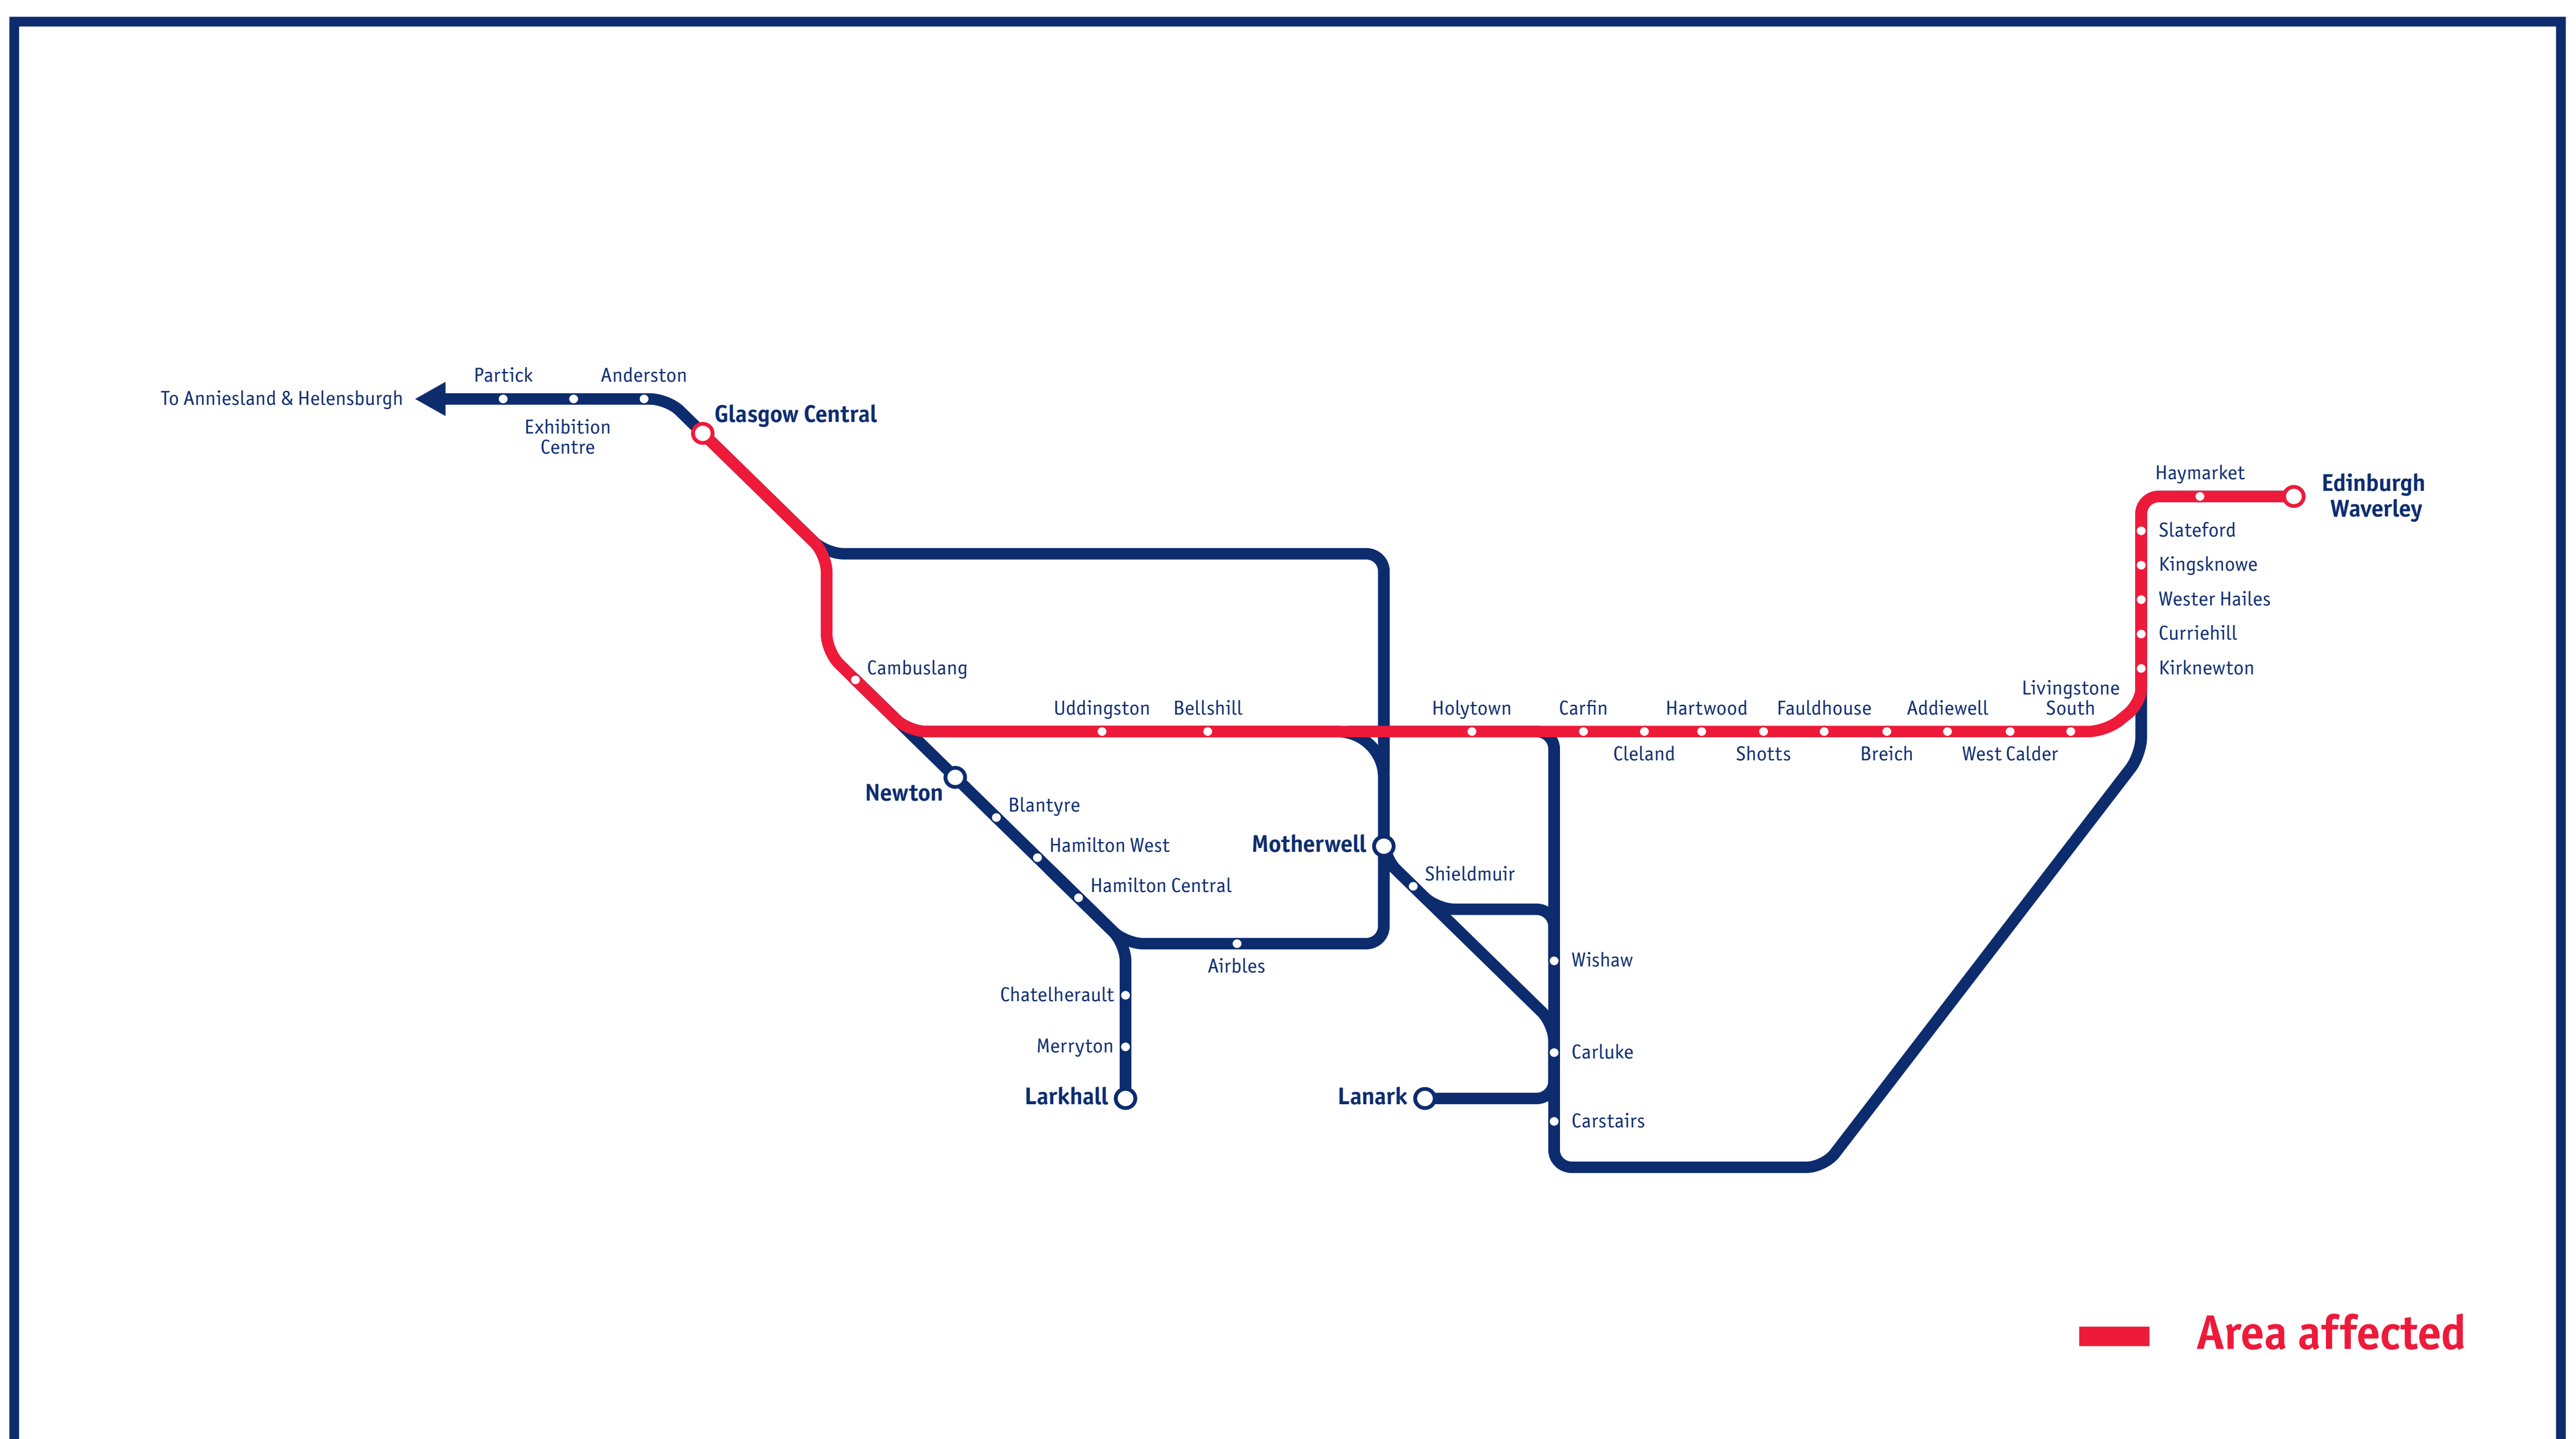 Partick
Anderston
To Anniesland & Helensburgh
Glasgow Central
Exhibition
Centre
Haymarket
Edinburgh
Waverley
Slateford
Kingsknowe
Wester Hailes
Curriehill
Kirknewton
Cambuslang
Livingstone
South
Uddingston
Bellshill
Holytown
Carfin
Hartwood
Fauldhouse
Addiewell
Cleland
Shotts
Breich
West Calder
Newton
Blantyre
Hamilton West
Motherwell
Shieldmuir
Hamilton Central
Airbles
Wishaw
Chatelherault
Merryton
Carluke
Larkhall
Lanark
Carstairs
Area affected